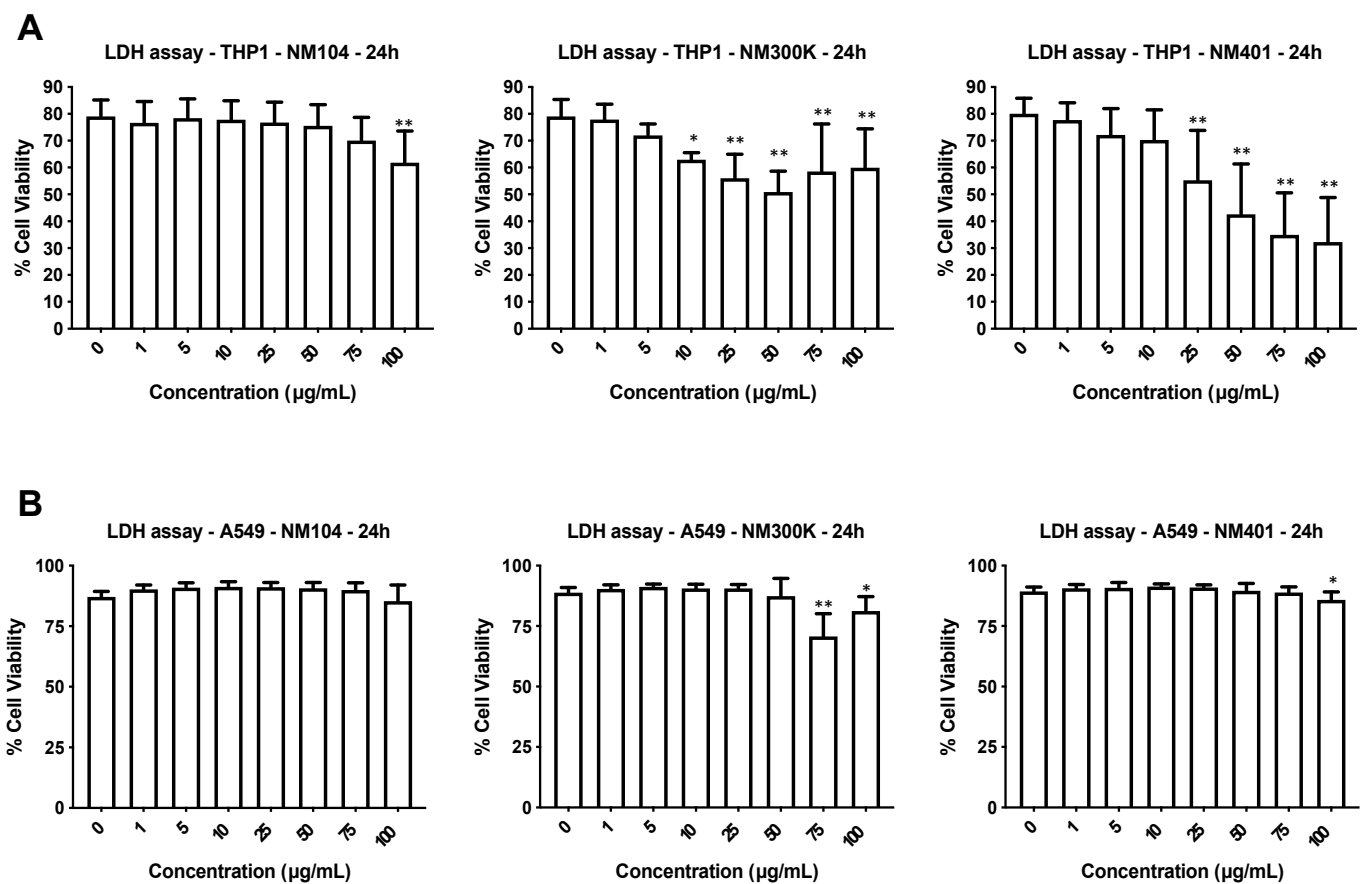 A
LDH assay - THP1 - NM104 - 24h
% Cell Viability
90
80
70
60
50
40
30
20
10
0
**
0 1 5 10 25 50 75 100
Concentration (µg/mL)
LDH assay - THP1 - NM300K - 24h
% Cell Viability
90
80
70
60
50
40
30
20
10
0
* ** ** ** **
0 1 5 10 25 50 75 100
Concentration (µg/mL)
LDH assay - THP1 - NM401 - 24h
% Cell Viability
90
80
70
60
50
40
30
20
10
0
** ** ** **
0 1 5 10 25 50 75 100
Concentration (µg/mL)
B
LDH assay - A549 - NM104 - 24h
% Cell Viability
100
75
50
25
0
0 1 5 10 25 50 75 100
Concentration (µg/mL)
LDH assay - A549 - NM300K - 24h
% Cell Viability
100
75
50
25
0
** *
0 1 5 10 25 50 75 100
Concentration (µg/mL)
LDH assay - A549 - NM401 - 24h
% Cell Viability
100
75
50
25
0
*
0 1 5 10 25 50 75 100
Concentration (µg/mL)